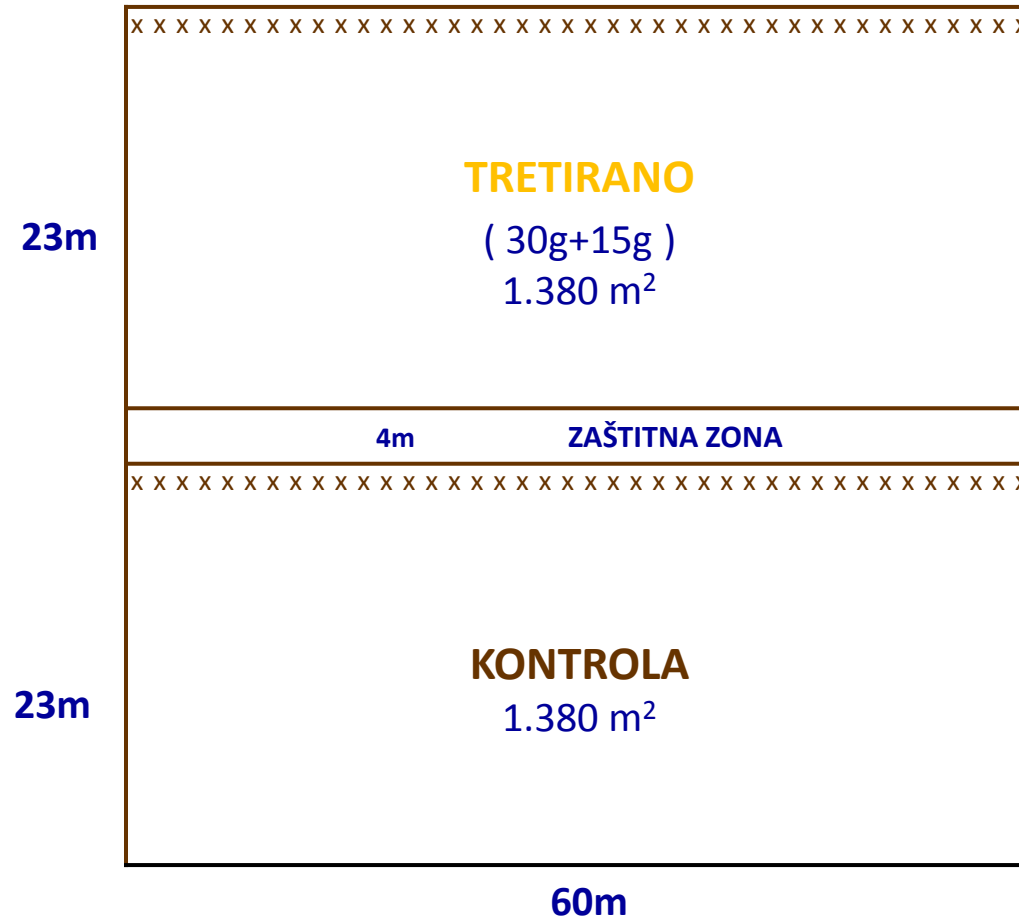 x x x x x x x x x x x x x x x x x x x x x x x x x x x x x x x x x x x x x x x x
TRETIRANO
23m
( 30g+15g )
1.380 m²
4m ZAŠTITNA ZONA
x x x x x x x x x x x x x x x x x x x x x x x x x x x x x x x x x x x x x x x x
KONTROLA
23m
1.380 m²
60m